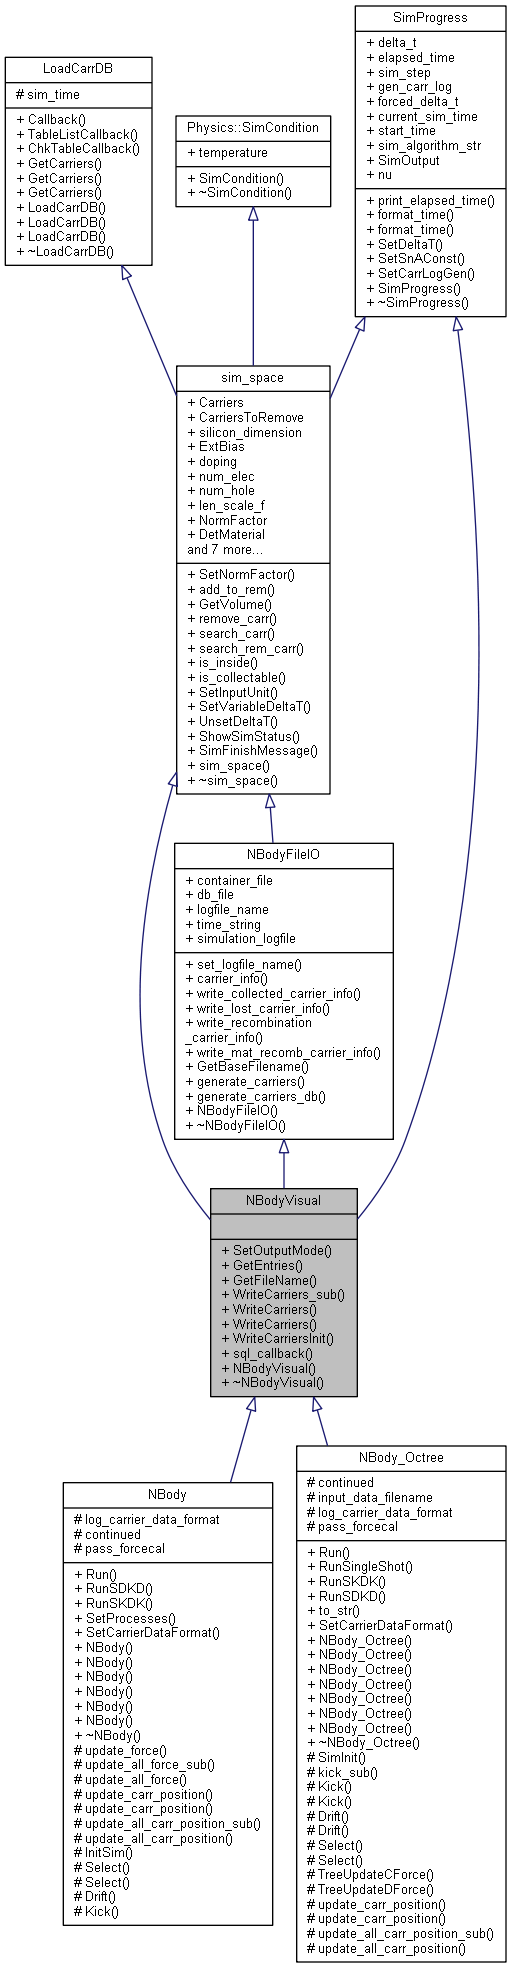 SimProgress
+ delta_t
+ elapsed_time
+ sim_step
+ gen_carr_log
+ forced_delta_t
+ current_sim_time
+ start_time
+ sim_algorithm_str
+ SimOutput
+ nu
+ print_elapsed_time()
+ format_time()
+ format_time()
+ SetDeltaT()
+ SetSnAConst()
+ SetCarrLogGen()
+ SimProgress()
+ ~SimProgress()
LoadCarrDB
# sim_time
+ Callback()
+ TableListCallback()
+ ChkTableCallback()
+ GetCarriers()
+ GetCarriers()
+ GetCarriers()
+ LoadCarrDB()
+ LoadCarrDB()
+ LoadCarrDB()
+ ~LoadCarrDB()
Physics::SimCondition
+ temperature
+ SimCondition()
+ ~SimCondition()
sim_space
+ Carriers
+ CarriersToRemove
+ silicon_dimension
+ ExtBias
+ doping
+ num_elec
+ num_hole
+ len_scale_f
+ NormFactor
+ DetMaterial
and 7 more...
+ SetNormFactor()
+ add_to_rem()
+ GetVolume()
+ remove_carr()
+ search_carr()
+ search_rem_carr()
+ is_inside()
+ is_collectable()
+ SetInputUnit()
+ SetVariableDeltaT()
+ UnsetDeltaT()
+ ShowSimStatus()
+ SimFinishMessage()
+ sim_space()
+ ~sim_space()
NBodyFileIO
+ container_file
+ db_file
+ logfile_name
+ time_string
+ simulation_logfile
+ set_logfile_name()
+ carrier_info()
+ write_collected_carrier_info()
+ write_lost_carrier_info()
+ write_recombination
_carrier_info()
+ write_mat_recomb_carrier_info()
+ GetBaseFilename()
+ generate_carriers()
+ generate_carriers_db()
+ NBodyFileIO()
+ ~NBodyFileIO()
NBodyVisual
+ SetOutputMode()
+ GetEntries()
+ GetFileName()
+ WriteCarriers_sub()
+ WriteCarriers()
+ WriteCarriers()
+ WriteCarriersInit()
+ sql_callback()
+ NBodyVisual()
+ ~NBodyVisual()
NBody
# log_carrier_data_format
# continued
# pass_forcecal
+ Run()
+ RunSDKD()
+ RunSKDK()
+ SetProcesses()
+ SetCarrierDataFormat()
+ NBody()
+ NBody()
+ NBody()
+ NBody()
+ NBody()
+ NBody()
+ ~NBody()
# update_force()
# update_all_force_sub()
# update_all_force()
# update_carr_position()
# update_carr_position()
# update_all_carr_position_sub()
# update_all_carr_position()
# InitSim()
# Select()
# Select()
# Drift()
# Kick()
NBody_Octree
# continued
# input_data_filename
# log_carrier_data_format
# pass_forcecal
+ Run()
+ RunSingleShot()
+ RunSKDK()
+ RunSDKD()
+ to_str()
+ SetCarrierDataFormat()
+ NBody_Octree()
+ NBody_Octree()
+ NBody_Octree()
+ NBody_Octree()
+ NBody_Octree()
+ NBody_Octree()
+ NBody_Octree()
+ ~NBody_Octree()
# SimInit()
# kick_sub()
# Kick()
# Kick()
# Drift()
# Drift()
# Select()
# Select()
# TreeUpdateCForce()
# TreeUpdateDForce()
# update_carr_position()
# update_carr_position()
# update_all_carr_position_sub()
# update_all_carr_position()